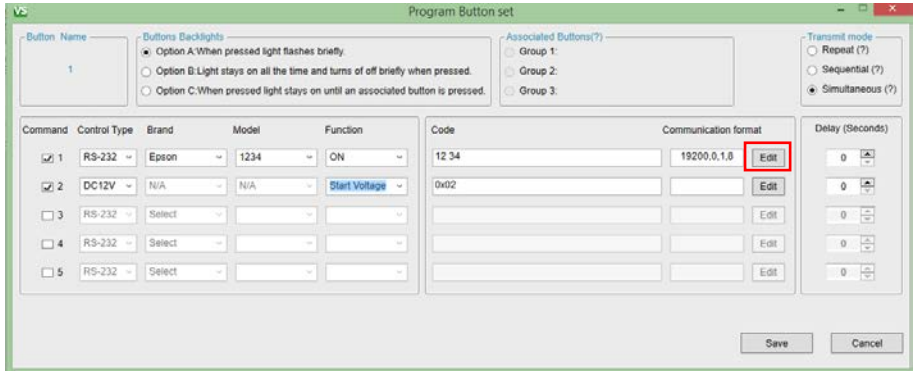 VS Program Button set
Button Name
1
Buttons Backlights
Option A:When pressed light flashes briefly.
Option B:Light stays on all the time and turns of off briefly when pressed.
Option C:When pressed light stays on until an associated button is pressed.
Associated Buttons(?)
Group 1:
Group 2:
Group 3:
Transmit mode
Repeat (?)
Sequential (?)
Simultaneous (?)
Command Control Type Brand Model Function Code Communication format Delay (Seconds)
1 RS-232 Epson 1234 ON 12 34 19200,0,1,8 Edit 0
2 DC12V N/A N/A Start Voltage 0x02 Edit 0
3 RS-232 Select Edit 0
4 RS-232 Select Edit 0
5 RS-232 Select Edit 0
Save Cancel